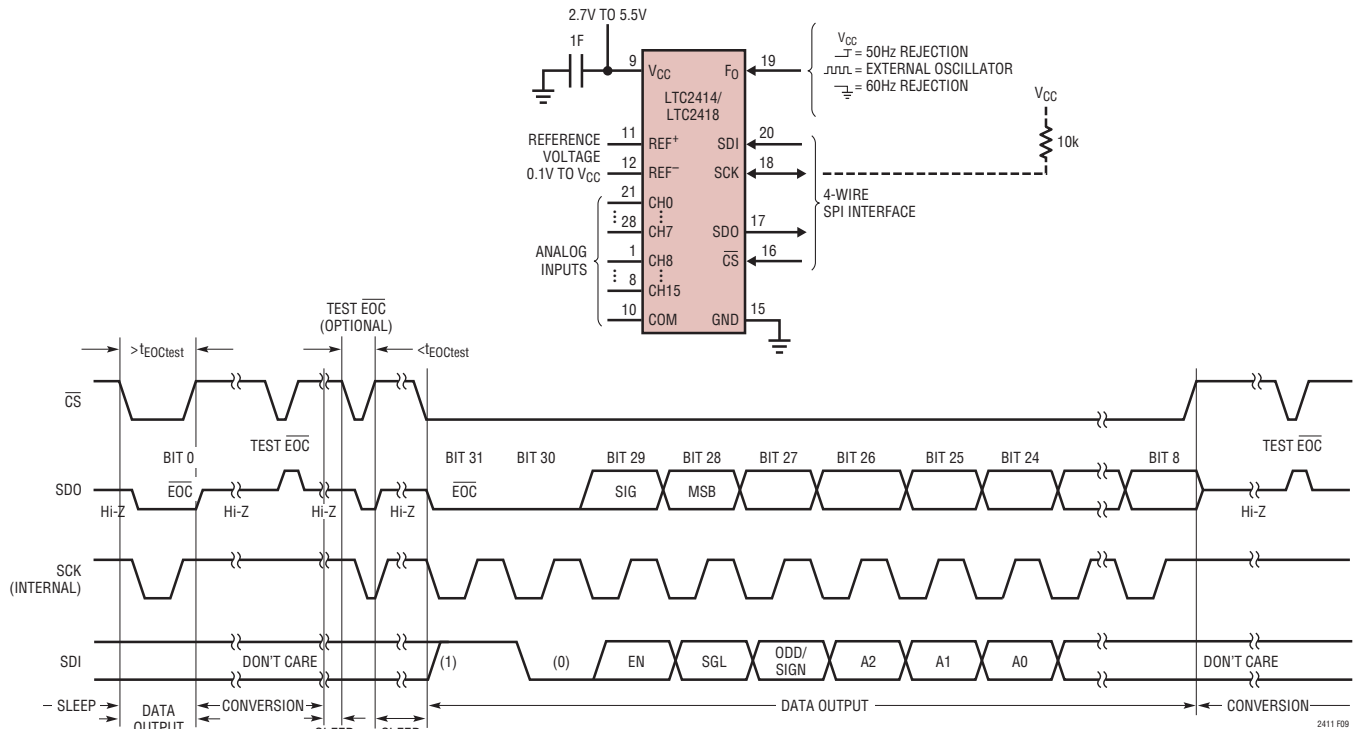 2.7V TO 5.5V
1F
9
VCC
FO
19
VCC
= 50Hz REJECTION
= EXTERNAL OSCILLATOR
= 60Hz REJECTION
LTC2414/
LTC2418
VCC
10k
REFERENCE
VOLTAGE
0.1V TO VCC
11
REF+
12
REF–
SDI
20
SCK
18
4-WIRE
SPI INTERFACE
ANALOG
INPUTS
21
CH0
28
CH7
1
CH8
8
CH15
10
COM
SDO
17
CS
16
GND
15
TEST EOC
(OPTIONAL)
>tEOCtest
<tEOCtest
CS
BIT 0
TEST EOC
BIT 31
BIT 30
BIT 29
BIT 28
BIT 27
BIT 26
BIT 25
BIT 24
BIT 8
TEST EOC
SDO
EOC
EOC
SIG
MSB
Hi-Z
Hi-Z
Hi-Z
Hi-Z
Hi-Z
SCK
(INTERNAL)
SDI
DON'T CARE
(1)
(0)
EN
SGL
ODD/
SIGN
A2
A1
A0
DON'T CARE
SLEEP
DATA
OUTPUT
CONVERSION
SLEEP
SLEEP
DATA OUTPUT
CONVERSION
2411 F09